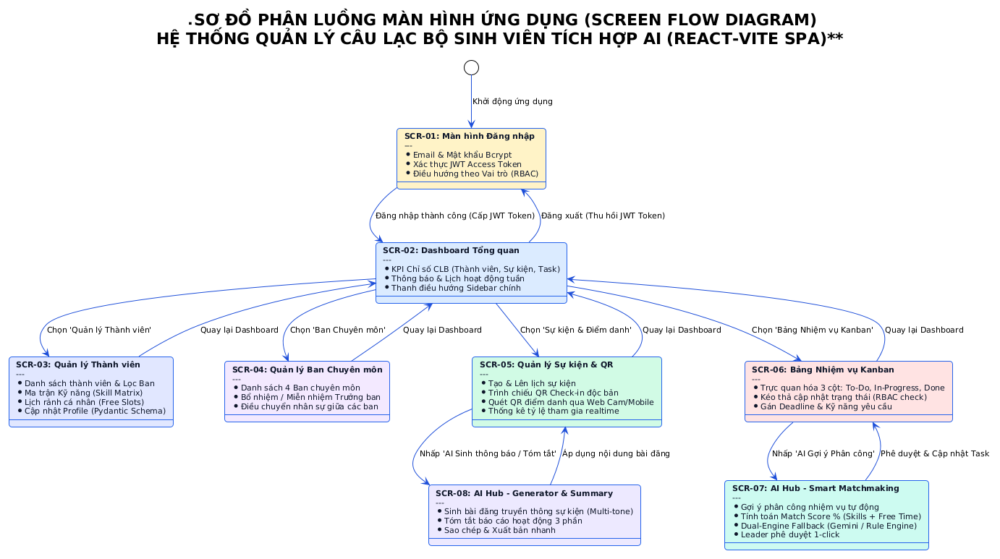 .SƠ ĐỒ PHÂN LUỒNG MÀN HÌNH ỨNG DỤNG (SCREEN FLOW DIAGRAM)
HỆ THỐNG QUẢN LÝ CÂU LẠC BỘ SINH VIÊN TÍCH HỢP AI (REACT-VITE SPA)**
Khởi động ứng dụng
SCR-01: Màn hình Đăng nhập
---
• Email & Mật khẩu Bcrypt
• Xác thực JWT Access Token
• Điều hướng theo Vai trò (RBAC)
Đăng nhập thành công (Cấp JWT Token)
Đăng xuất (Thu hồi JWT Token)
SCR-02: Dashboard Tổng quan
---
• KPI Chỉ số CLB (Thành viên, Sự kiện, Task)
• Thông báo & Lịch hoạt động tuần
• Thanh điều hướng Sidebar chính
Chọn 'Quản lý Thành viên'
Quay lại Dashboard
Chọn 'Ban Chuyên môn'
Quay lại Dashboard
Chọn 'Sự kiện & Điểm danh'
Quay lại Dashboard
Chọn 'Bảng Nhiệm vụ Kanban'
Quay lại Dashboard
SCR-03: Quản lý Thành viên
---
• Danh sách thành viên & Lọc Ban
• Ma trận Kỹ năng (Skill Matrix)
• Lịch rảnh cá nhân (Free Slots)
• Cập nhật Profile (Pydantic Schema)
SCR-04: Quản lý Ban Chuyên môn
---
• Danh sách 4 Ban chuyên môn
• Bổ nhiệm / Miễn nhiệm Trưởng ban
• Điều chuyển nhân sự giữa các ban
SCR-05: Quản lý Sự kiện & QR
---
• Tạo & Lên lịch sự kiện
• Trình chiếu QR Check-in độc bản
• Quét QR điểm danh qua Web Cam/Mobile
• Thống kê tỷ lệ tham gia realtime
SCR-06: Bảng Nhiệm vụ Kanban
---
• Trực quan hóa 3 cột: To-Do, In-Progress, Done
• Kéo thả cập nhật trạng thái (RBAC check)
• Gán Deadline & Kỹ năng yêu cầu
Nhấp 'AI Sinh thông báo / Tóm tắt'
Áp dụng nội dung bài đăng
Nhấp 'AI Gợi ý Phân công'
Phê duyệt & Cập nhật Task
SCR-08: AI Hub - Generator & Summary
---
• Sinh bài đăng truyền thông sự kiện (Multi-tone)
• Tóm tắt báo cáo hoạt động 3 phần
• Sao chép & Xuất bản nhanh
SCR-07: AI Hub - Smart Matchmaking
---
• Gợi ý phân công nhiệm vụ tự động
• Tính toán Match Score % (Skills + Free Time)
• Dual-Engine Fallback (Gemini / Rule Engine)
• Leader phê duyệt 1-click